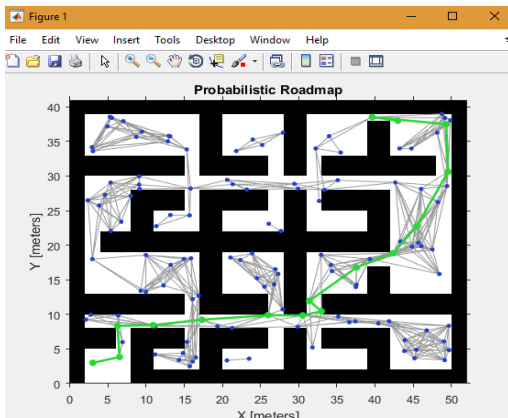 Figure 1
File Edit View Insert Tools Desktop Window Help
Probabilistic Roadmap
40
35
30
25
20
15
10
5
0
Y [meters]
0 5 10 15 20 25 30 35 40 45 50
X [meters]